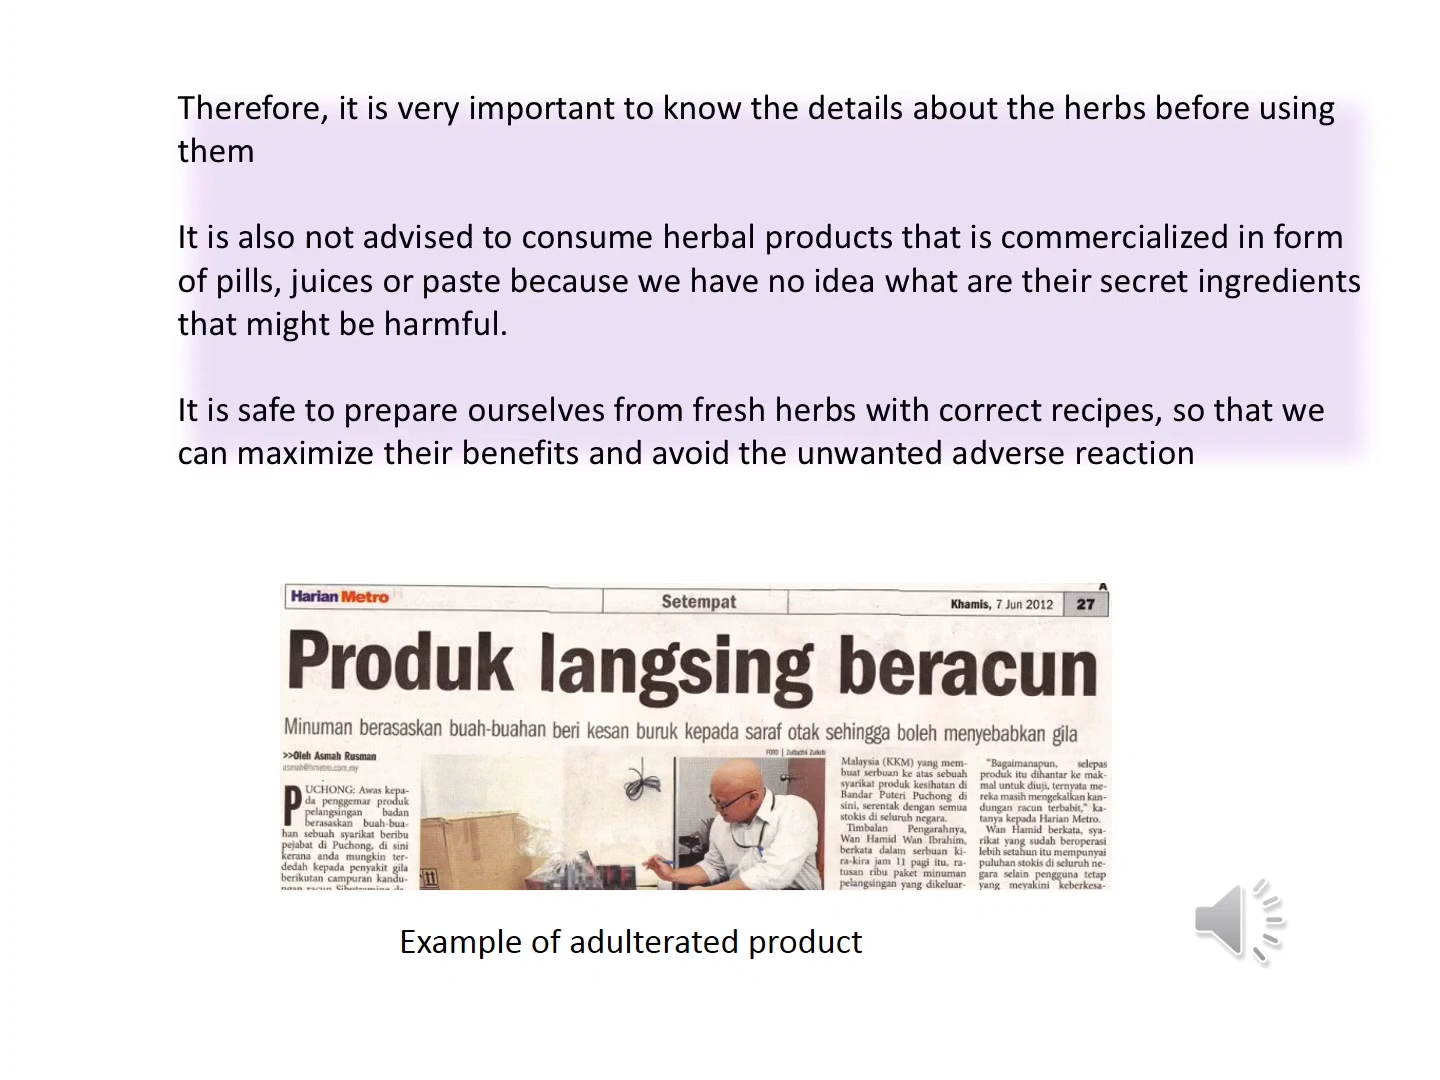 Therefore, it is very important to know the details about the herbs before using
them
It is also not advised to consume herbal products that is commercialized in form
of pills, juices or paste because we have no idea what are their secret ingredients
that might be harmful.
It is safe to prepare ourselves from fresh herbs with correct recipes, so that we
can maximize their benefits and avoid the unwanted adverse reaction
Harian Metro
Setempat
Khamis, 7 Jun 2012
27
A
Produk langsing beracun
Minuman berasaskan buah-buahan beri kesan buruk kepada saraf otak sehingga boleh menyebabkan gila
>>Oleh Asmah Rusman
PUCHONG: Awas kepa-
da penggemar produk
pelangsingan badan
berasaskan buah-bua-
han sebuah syarikat beribu
pejabat di Puchong, di sini
kerana anda mungkin ter-
dedah kepada penyakit gila
berikutan campuran kandu-
FOTO |
Malaysia (KKM) yang mem-
buat serbuan ke atas sebuah
syarikat produk kesihatan di
Bandar Puteri Puchong di
sini, serentak dengan semua
stokis di seluruh negara.
Timbalan Pengarahnya,
Wan Hamid Wan Ibrahim,
berkata dalam serbuan ki-
ra-kira jam 11 pagi itu, ra-
tusan ribu paket minuman
pelangsingan yang dikeluar-
"Bagaimanapun, selepas
produk itu dihantar ke mak-
mal untuk diuji, ternyata me-
reka masih mengekalkan kan-
dungan racun terbabit," ka-
tanya kepada Harian Metro.
Wan Hamid berkata, sya-
rikat yang sudah beroperasi
lebih setahun itu mempunyai
puluhan stokis di seluruh ne-
gara selain pengguna tetap
yang meyakini keberkesa-
Example of adulterated product